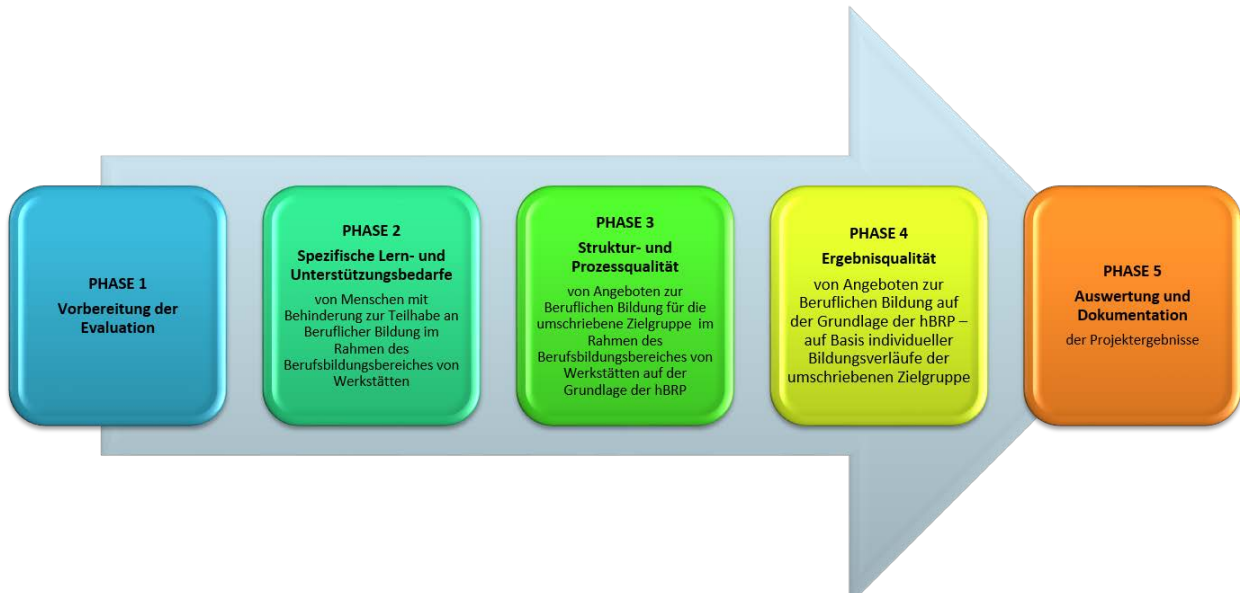 PHASE 1
Vorbereitung der
Evaluation
PHASE 2
Spezifische Lern- und
Unterstützungsbedarfe
von Menschen mit
Behinderung zur Teilhabe an
Beruflicher Bildung im
Rahmen des
Berufsbildungsbereiches von
Werkstätten
PHASE 3
Struktur- und
Prozessqualität
von Angeboten zur
Beruflichen Bildung für die
umschriebene Zielgruppe im
Rahmen des
Berufsbildungsbereiches von
Werkstätten auf der
Grundlage der hBRP
PHASE 4
Ergebnisqualität
von Angeboten zur
Beruflichen Bildung auf
der Grundlage der hBRP –
auf Basis individueller
Bildungsverläufe der
umschriebenen Zielgruppe
PHASE 5
Auswertung und
Dokumentation
der Projektergebnisse